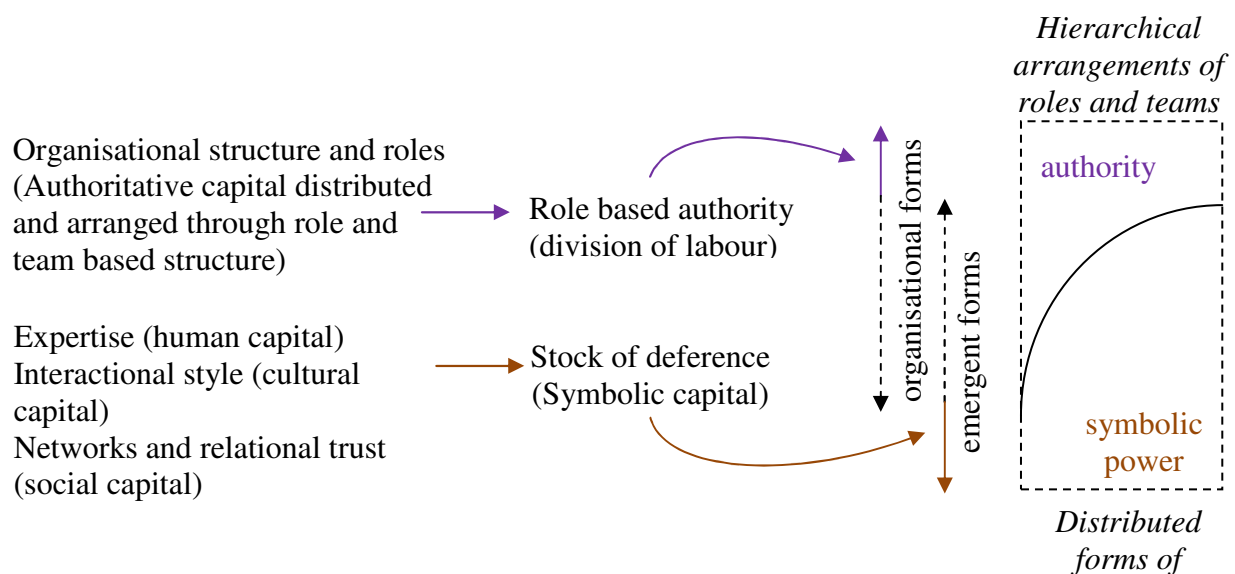 Hierarchical
arrangements of
roles and teams
Organisational structure and roles
(Authoritative capital distributed
and arranged through role and
team based structure)
Role based authority
(division of labour)
Expertise (human capital)
Interactional style (cultural
capital)
Networks and relational trust
(social capital)
Stock of deference
(Symbolic capital)
organisational forms
emergent forms
authority
symbolic
power
Distributed
forms of